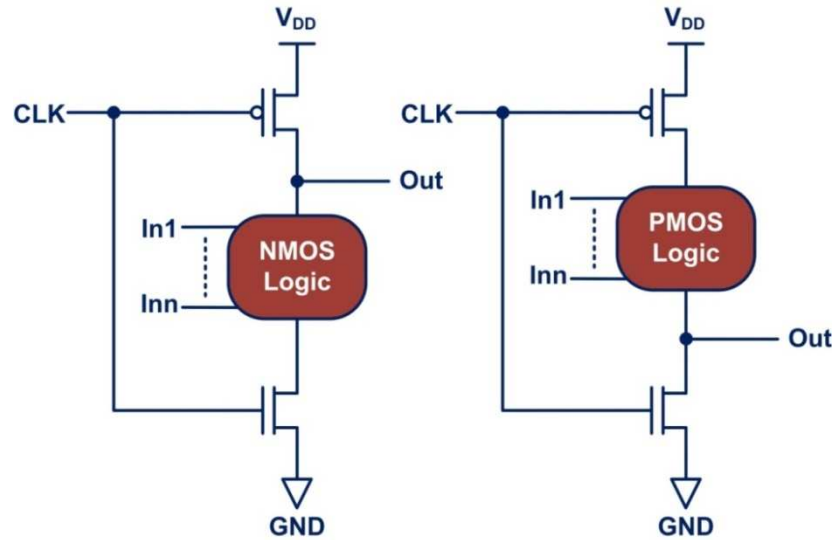 VDD
CLK
Out
In1
NMOS
Logic
Inn
GND
VDD
CLK
In1
PMOS
Logic
Inn
Out
GND